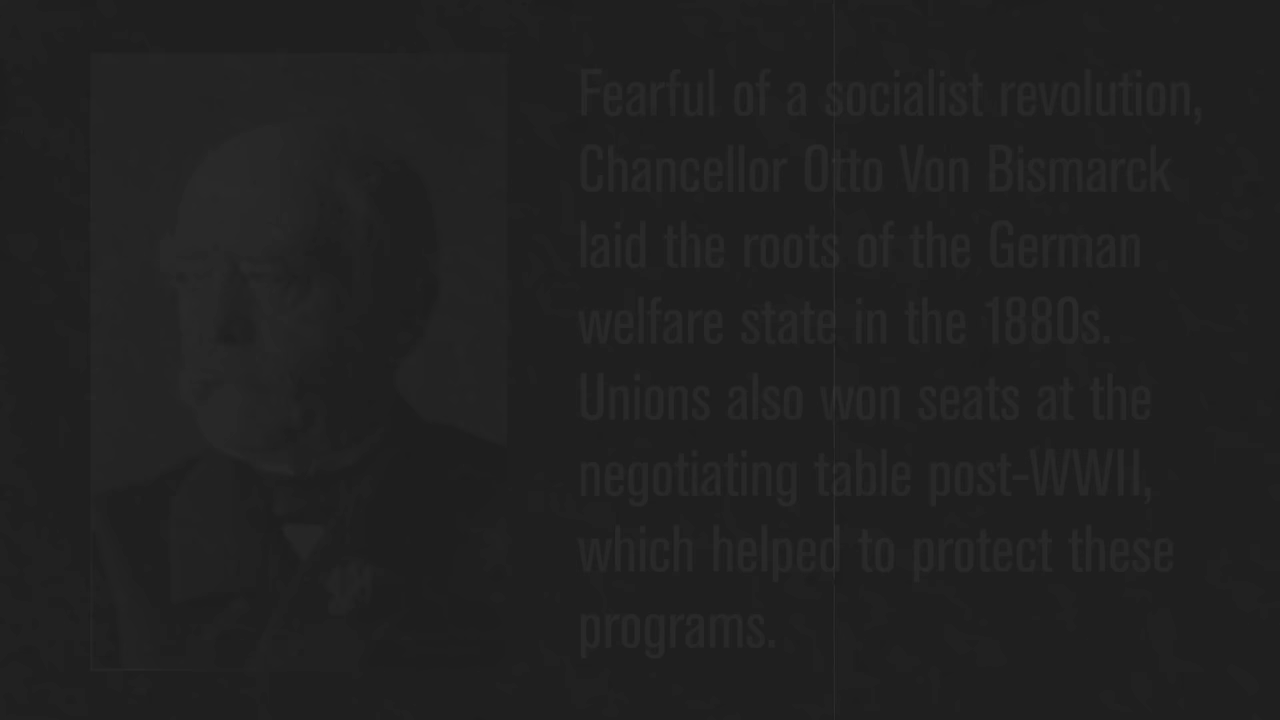 Fearful of a socialist revolution,
Chancellor Otto Von Bismarck
laid the roots of the German
welfare state in the 1880s.
Unions also won seats at the
negotiating table post-WWII,
which helped to protect these
programs.